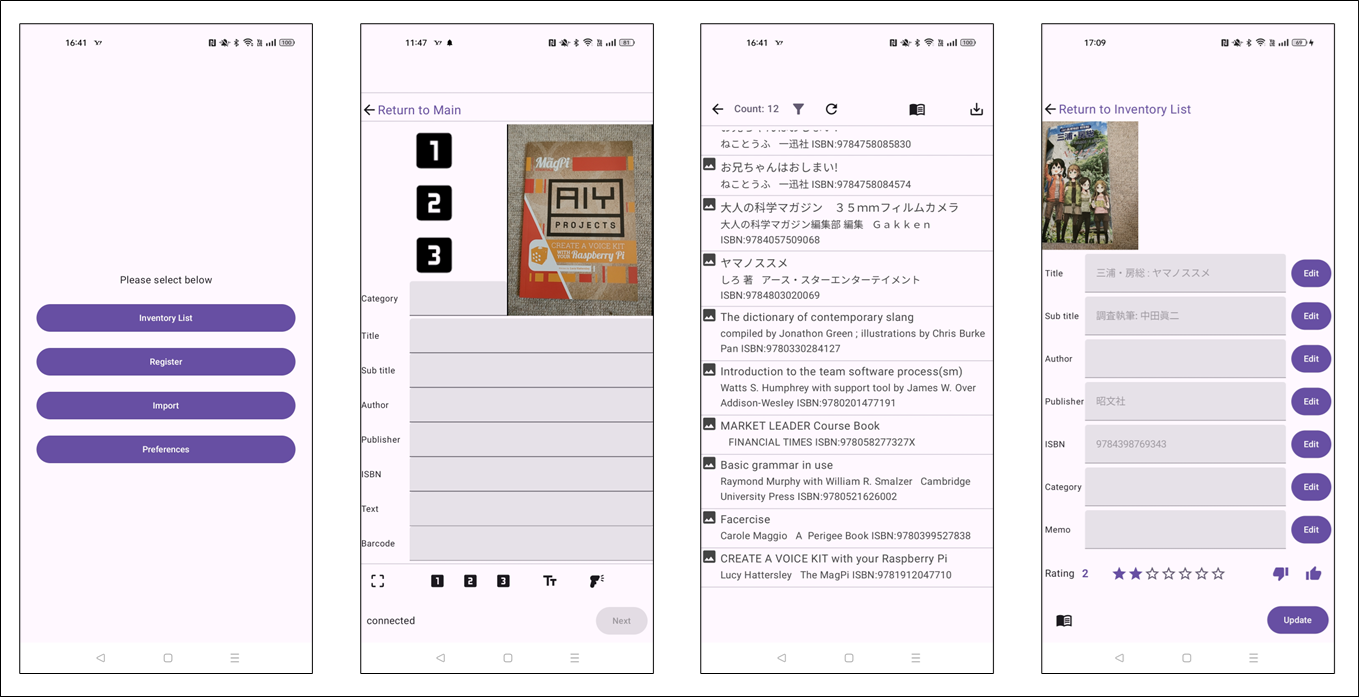 16:41
100
Please select below
Inventory List
Register
Import
Preferences
11:47
81
Return to Main
1
2
3
The MagPi
AIY
PROJECTS
CREATE A VOICE KIT
WITH YOUR Raspberry Pi
Category
Title
Sub title
Author
Publisher
ISBN
Text
Barcode
1 2 3 TT
connected
Next
16:41
100
Count: 12
ねことうふ 一迅社 ISBN:9784758085830
お兄ちゃんはおしまい!
ねことうふ 一迅社 ISBN:9784758084574
大人の科学マガジン ３５ｍｍフィルムカメラ
大人の科学マガジン編集部 編集 Ｇａｋｋｅｎ
ISBN:9784057509068
ヤマノススメ
しろ 著 アース・スターエンターテイメント
ISBN:9784803020069
The dictionary of contemporary slang
compiled by Jonathon Green ; illustrations by Chris Burke
Pan ISBN:9780330284127
Introduction to the team software process(sm)
Watts S. Humphrey with support tool by James W. Over
Addison-Wesley ISBN:9780201477191
MARKET LEADER Course Book
FINANCIAL TIMES ISBN:978058277327X
Basic grammar in use
Raymond Murphy with William R. Smalzer Cambridge
University Press ISBN:9780521626002
Facercise
Carole Maggio A Perigee Book ISBN:9780399527838
CREATE A VOICE KIT with your Raspberry Pi
Lucy Hattersley The MagPi ISBN:9781912047710
17:09
69
Return to Inventory List
三浦・房総
Title 三浦・房総 : ヤマノススメ Edit
Sub title 調査執筆: 中田眞二 Edit
Author Edit
Publisher 昭文社 Edit
ISBN 9784398769343 Edit
Category Edit
Memo Edit
Rating 2
Update